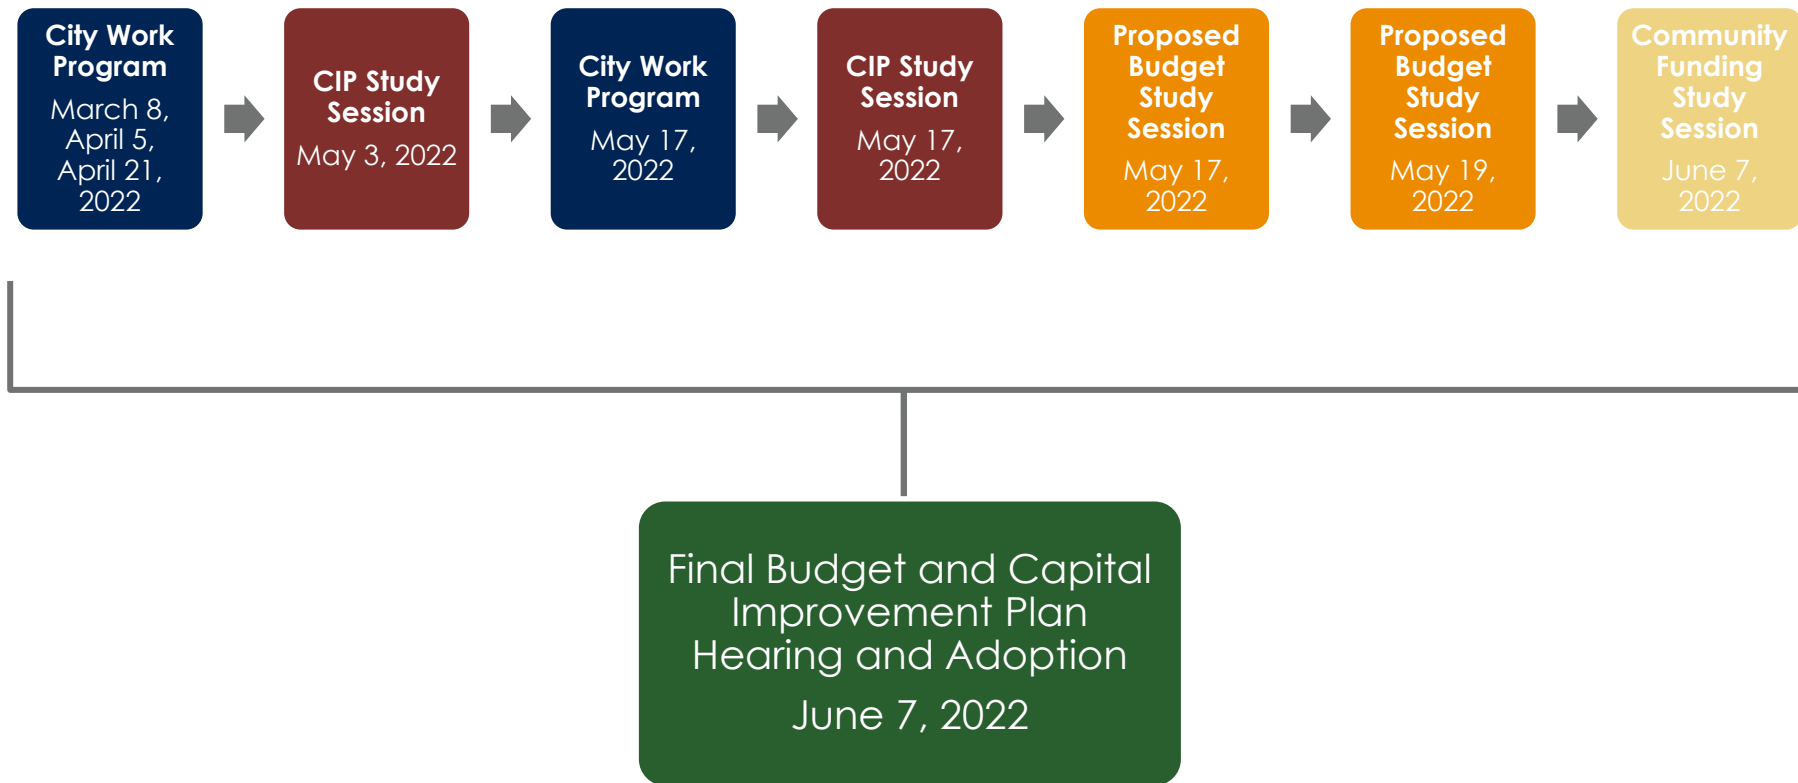 City Work
Program
March 8,
April 5,
April 21,
2022
CIP Study
Session
May 3, 2022
City Work
Program
May 17,
2022
CIP Study
Session
May 17,
2022
Proposed
Budget
Study
Session
May 17,
2022
Proposed
Budget
Study
Session
May 19,
2022
Community
Funding
Study
Session
June 7,
2022
Final Budget and Capital
Improvement Plan
Hearing and Adoption
June 7, 2022